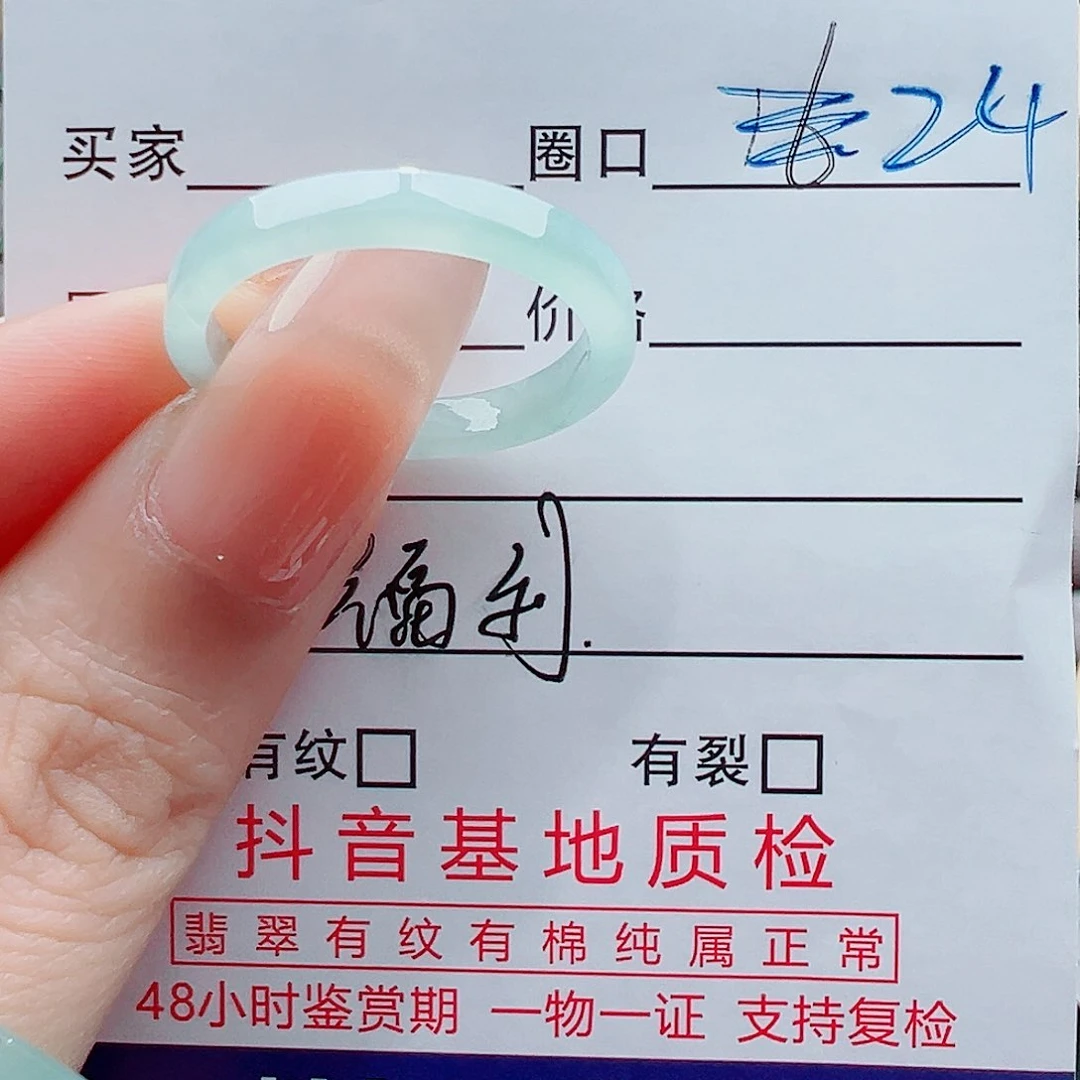 买家 圈口 24
价格
福利.
有纹 有裂
抖音基地质检
翡翠有纹有棉纯属正常
48小时鉴赏期 一物一证 支持复检